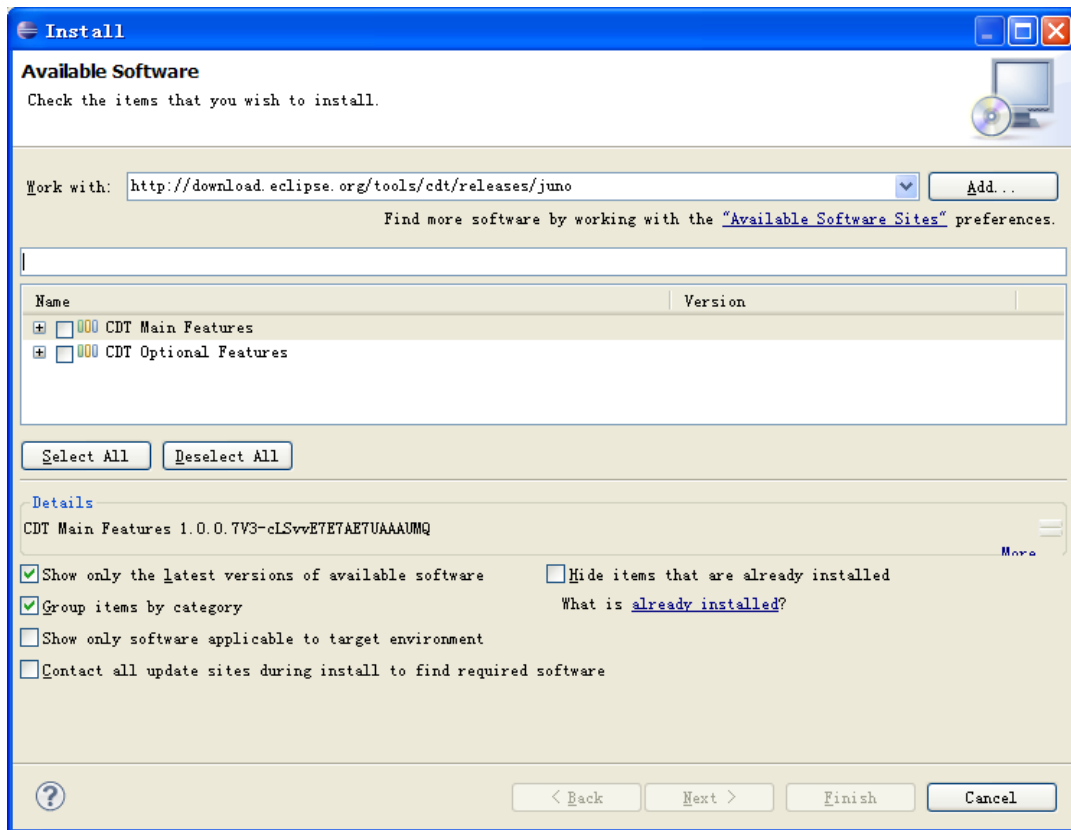 Install
Available Software
Check the items that you wish to install.
Work with: http://download.eclipse.org/tools/cdt/releases/juno Add...
Find more software by working with the "Available Software Sites" preferences.
Name Version
CDT Main Features
CDT Optional Features
Select All Deselect All
Details
CDT Main Features 1.0.0.7V3-cLSvvE7E7AE7UAAAUMQ
More
Show only the latest versions of available software Hide items that are already installed
Group items by category What is already installed?
Show only software applicable to target environment
Contact all update sites during install to find required software
? < Back Next > Finish Cancel